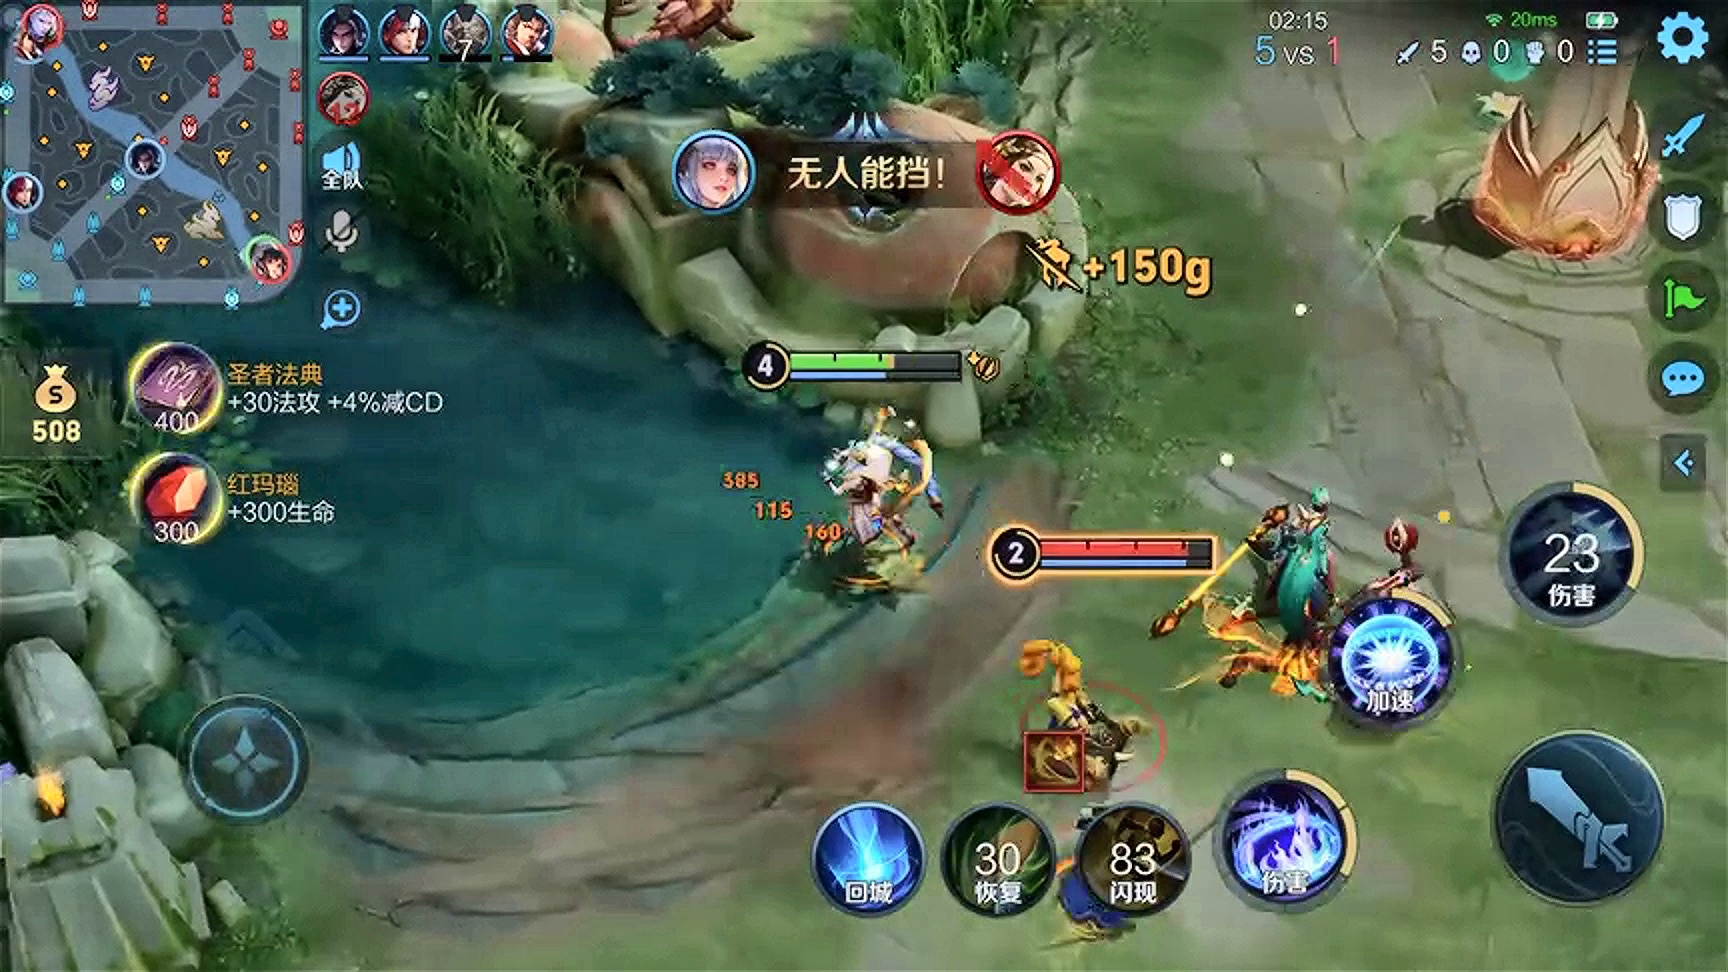 02:15
20ms
5 vs 1
5
0
0
7
12
全队
无人能挡！
+150g
4
508
圣者法典
+30法攻 +4%减CD
400
红玛瑙
+300生命
300
385
115
160
2
23
伤害
加速
回城
30
恢复
83
闪现
伤害